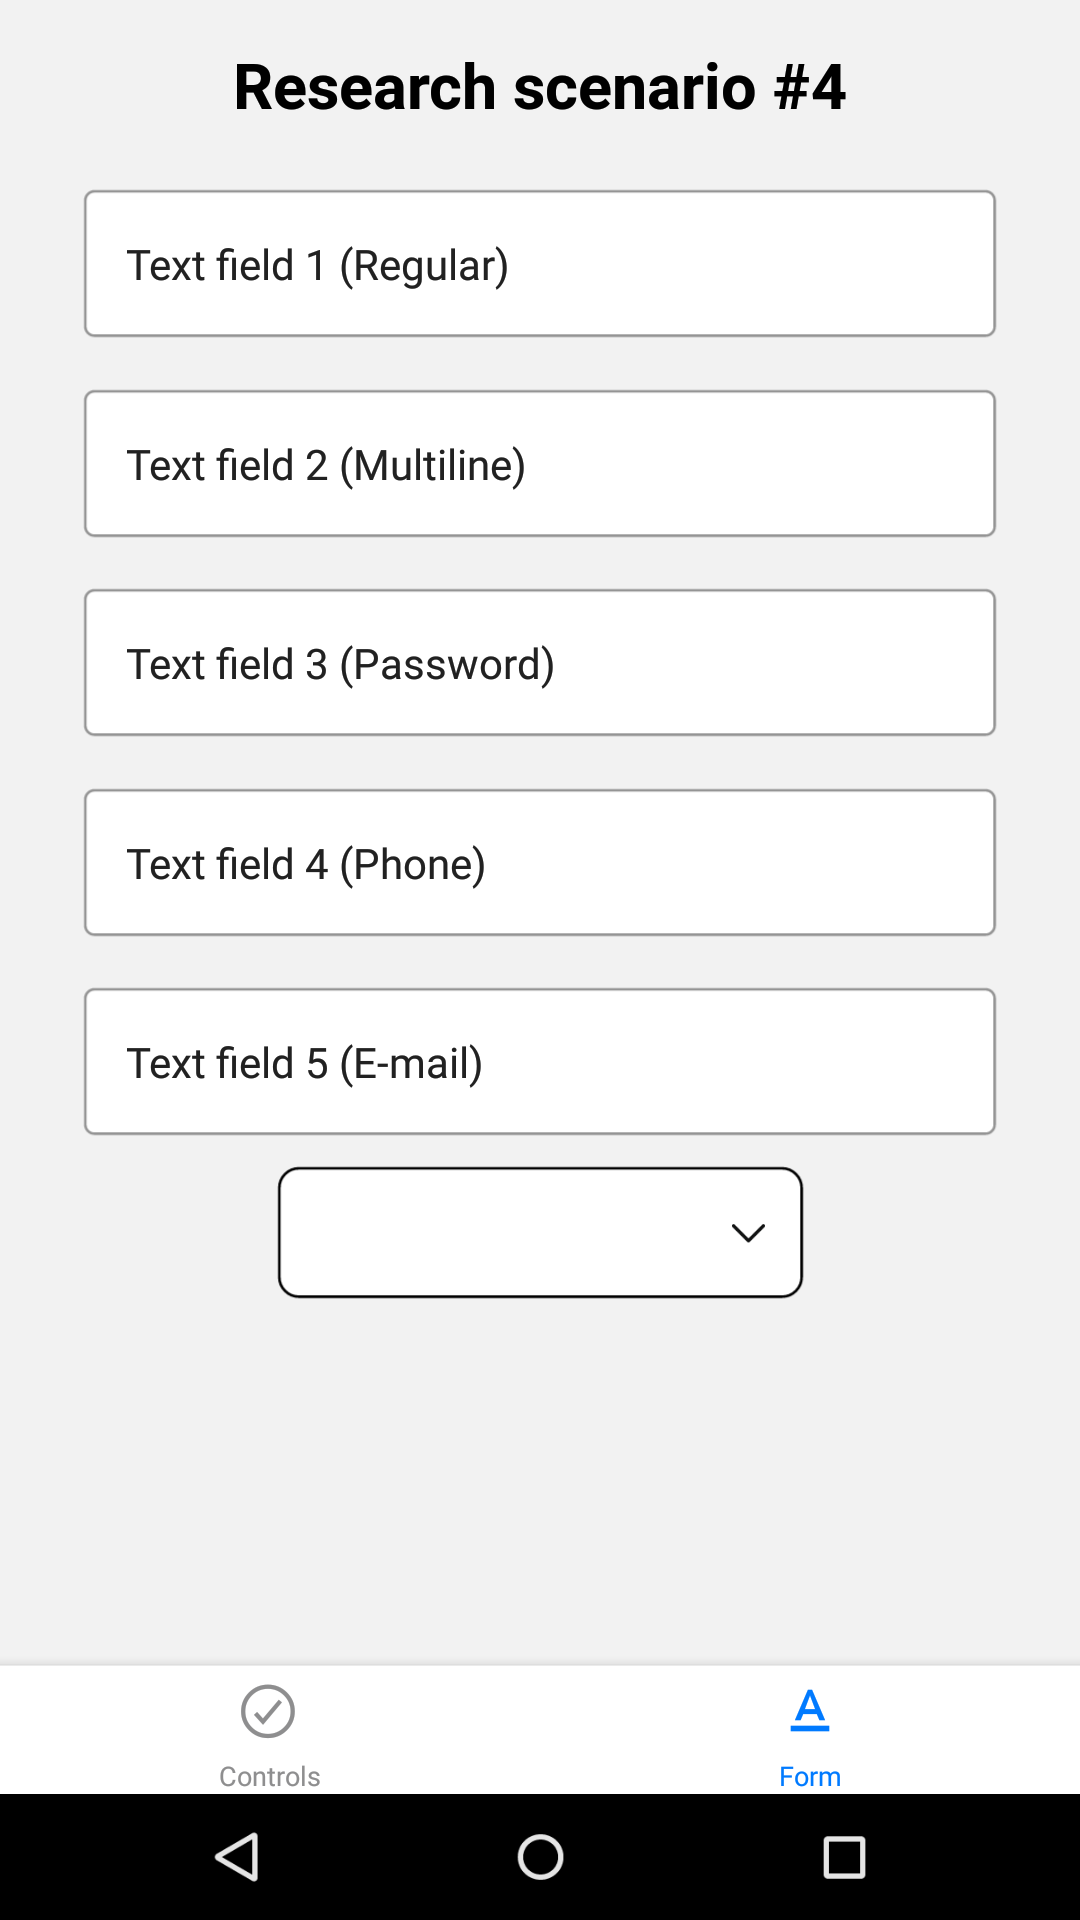 Research scenario #4
Text field 1 (Regular)
Text field 2 (Multiline)
Text field 3 (Password)
Text field 4 (Phone)
Text field 5 (E-mail)
Controls
Form